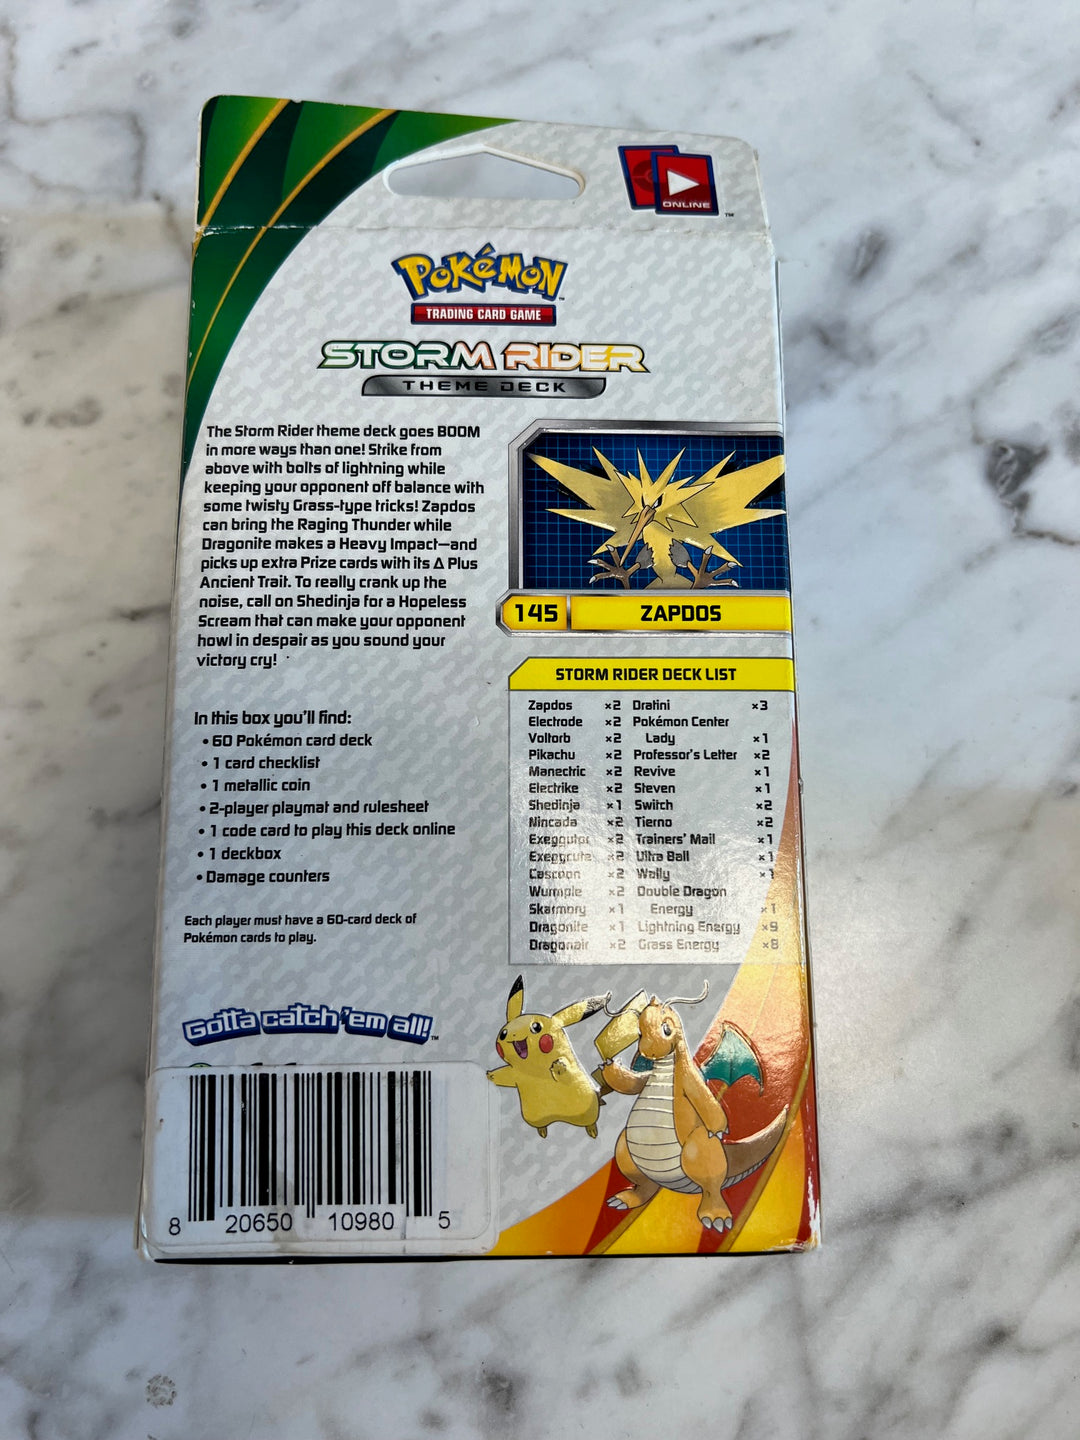 ONLINE
™
POKéMON
™
TRADING CARD GAME
STORM RIDER
THEME DECK
The Storm Rider theme deck goes BOOM
in more ways than one! Strike from
above with bolts of lightning while
keeping your opponent off balance with
some twisty Grass-type tricks! Zapdos
can bring the Raging Thunder while
Dragonite makes a Heavy Impact—and
picks up extra Prize cards with its Δ Plus
Ancient Trait. To really crank up the
noise, call on Shedinja for a Hopeless
Scream that can make your opponent
howl in despair as you sound your
victory cry!
In this box you'll find:
• 60 Pokémon card deck
• 1 card checklist
• 1 metallic coin
• 2-player playmat and rulesheet
• 1 code card to play this deck online
• 1 deckbox
• Damage counters
Each player must have a 60-card deck of
Pokémon cards to play.
Gotta catch 'em all!™
145 ZAPDOS
STORM RIDER DECK LIST
Zapdos ×2
Electrode ×2
Voltorb ×2
Pikachu ×2
Manectric ×2
Electrike ×2
Shedinja ×1
Nincada ×2
Exeggutor ×2
Exeggcute ×2
Cascoon ×2
Wurmple ×2
Skarmory ×1
Dragonite ×1
Dragonair ×2
Dratini ×3
Pokémon Center
Lady ×1
Professor's Letter ×2
Revive ×1
Steven ×1
Switch ×2
Tierno ×2
Trainers' Mail ×1
Ultra Ball ×1
Wally ×1
Double Dragon
Energy ×1
Lightning Energy ×9
Grass Energy ×8
8 20650 10980 5